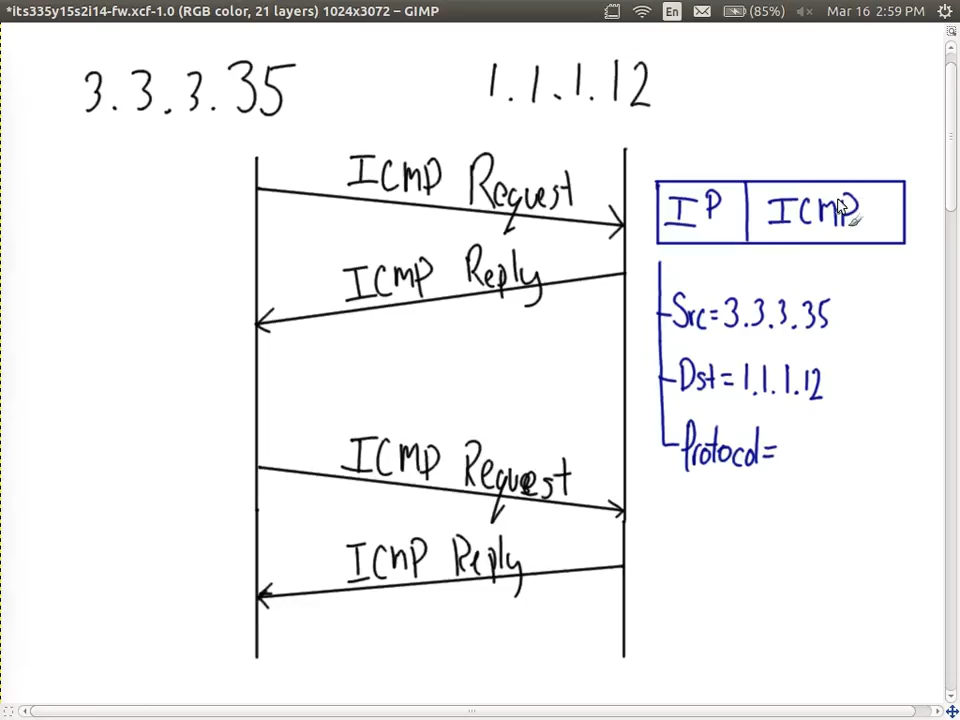 *its335y15s2i14-fw.xcf-1.0 (RGB color, 21 layers) 1024x3072 – GIMP
En
(85%)
Mar 16 2:59 PM
3.3.3.35
1.1.1.12
ICMP Request
IP ICMP
ICMP Reply
Src=3.3.3.35
Dst=1.1.1.12
Protocol=
ICMP Request
ICMP Reply